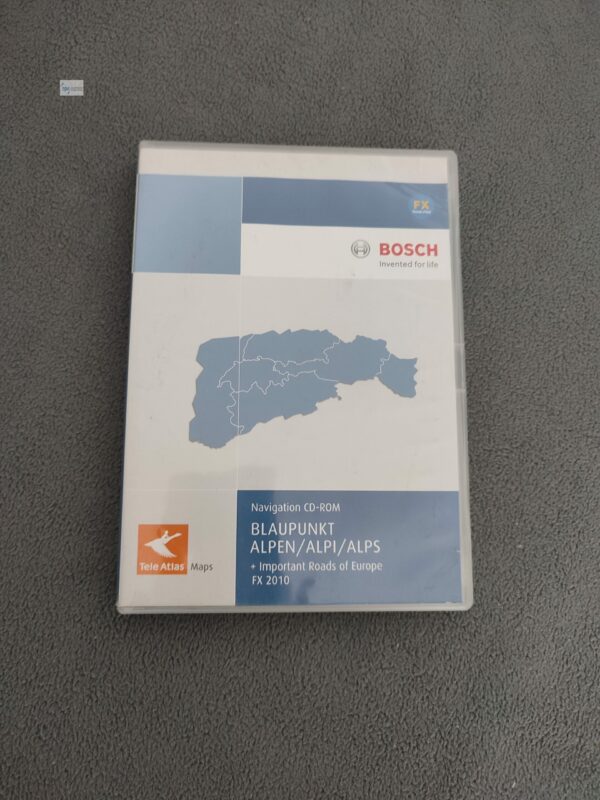 FX
BOSCH
Invented for life
Navigation CD-ROM
BLAUPUNKT
ALPEN/ALPI/ALPS
+ Important Roads of Europe
FX 2010
Tele Atlas Maps